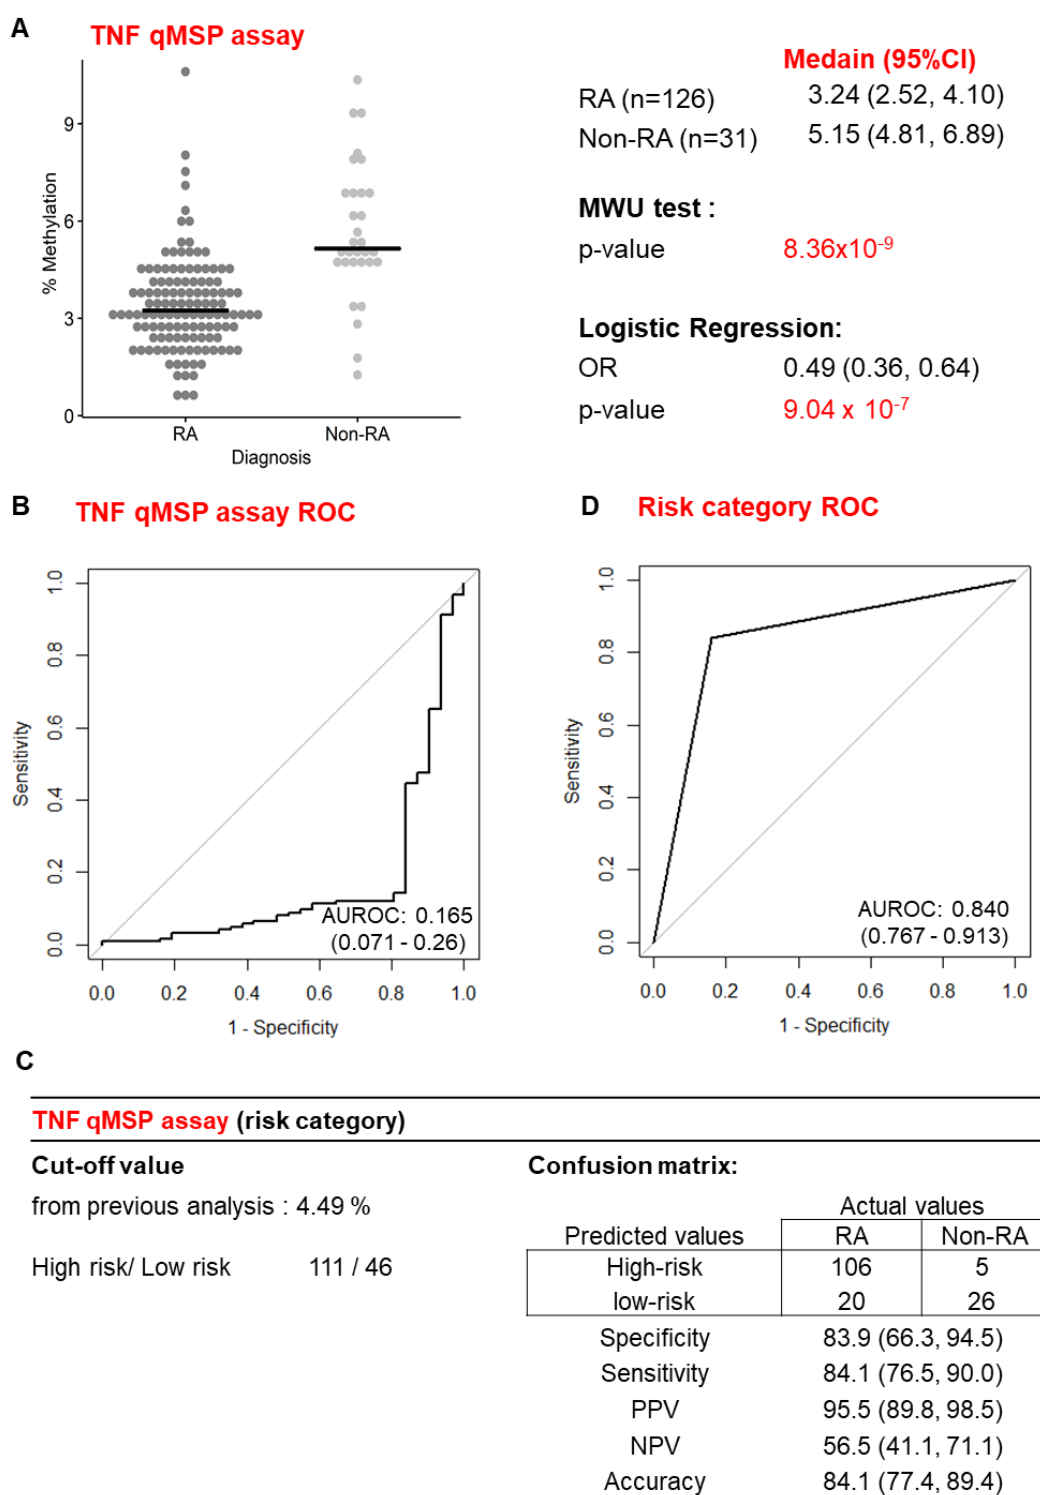 A
TNF qMSP assay
% Methylation
9
6
3
0
RA
Non-RA
Diagnosis
Medain (95%CI)
RA (n=126) 3.24 (2.52, 4.10)
Non-RA (n=31) 5.15 (4.81, 6.89)
MWU test :
p-value 8.36x10-9
Logistic Regression:
OR 0.49 (0.36, 0.64)
p-value 9.04 x 10-7
B
TNF qMSP assay ROC
Sensitivity
1.0
0.8
0.6
0.4
0.2
0.0
AUROC: 0.165
(0.071 - 0.26)
0.0 0.2 0.4 0.6 0.8 1.0
1 - Specificity
D
Risk category ROC
Sensitivity
1.0
0.8
0.6
0.4
0.2
0.0
AUROC: 0.840
(0.767 - 0.913)
0.0 0.2 0.4 0.6 0.8 1.0
1 - Specificity
C
TNF qMSP assay (risk category)
Cut-off value
from previous analysis : 4.49 %
High risk/ Low risk 111 / 46
Confusion matrix:
Actual values
Predicted values RA Non-RA
High-risk 106 5
low-risk 20 26
Specificity 83.9 (66.3, 94.5)
Sensitivity 84.1 (76.5, 90.0)
PPV 95.5 (89.8, 98.5)
NPV 56.5 (41.1, 71.1)
Accuracy 84.1 (77.4, 89.4)